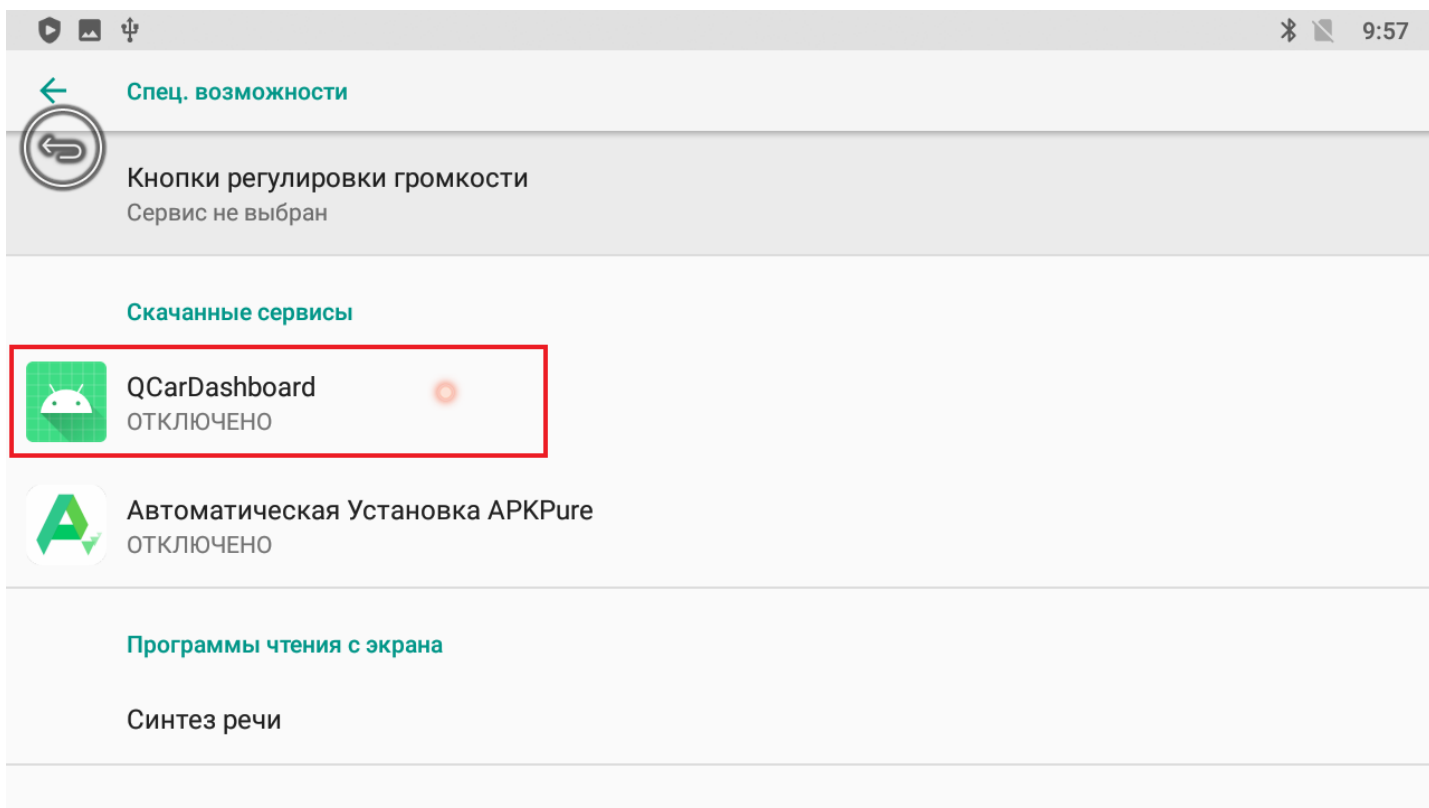 9:57
Спец. возможности
Кнопки регулировки громкости
Сервис не выбран
Скачанные сервисы
QCarDashboard
ОТКЛЮЧЕНО
Автоматическая Установка APKPure
ОТКЛЮЧЕНО
Программы чтения с экрана
Синтез речи